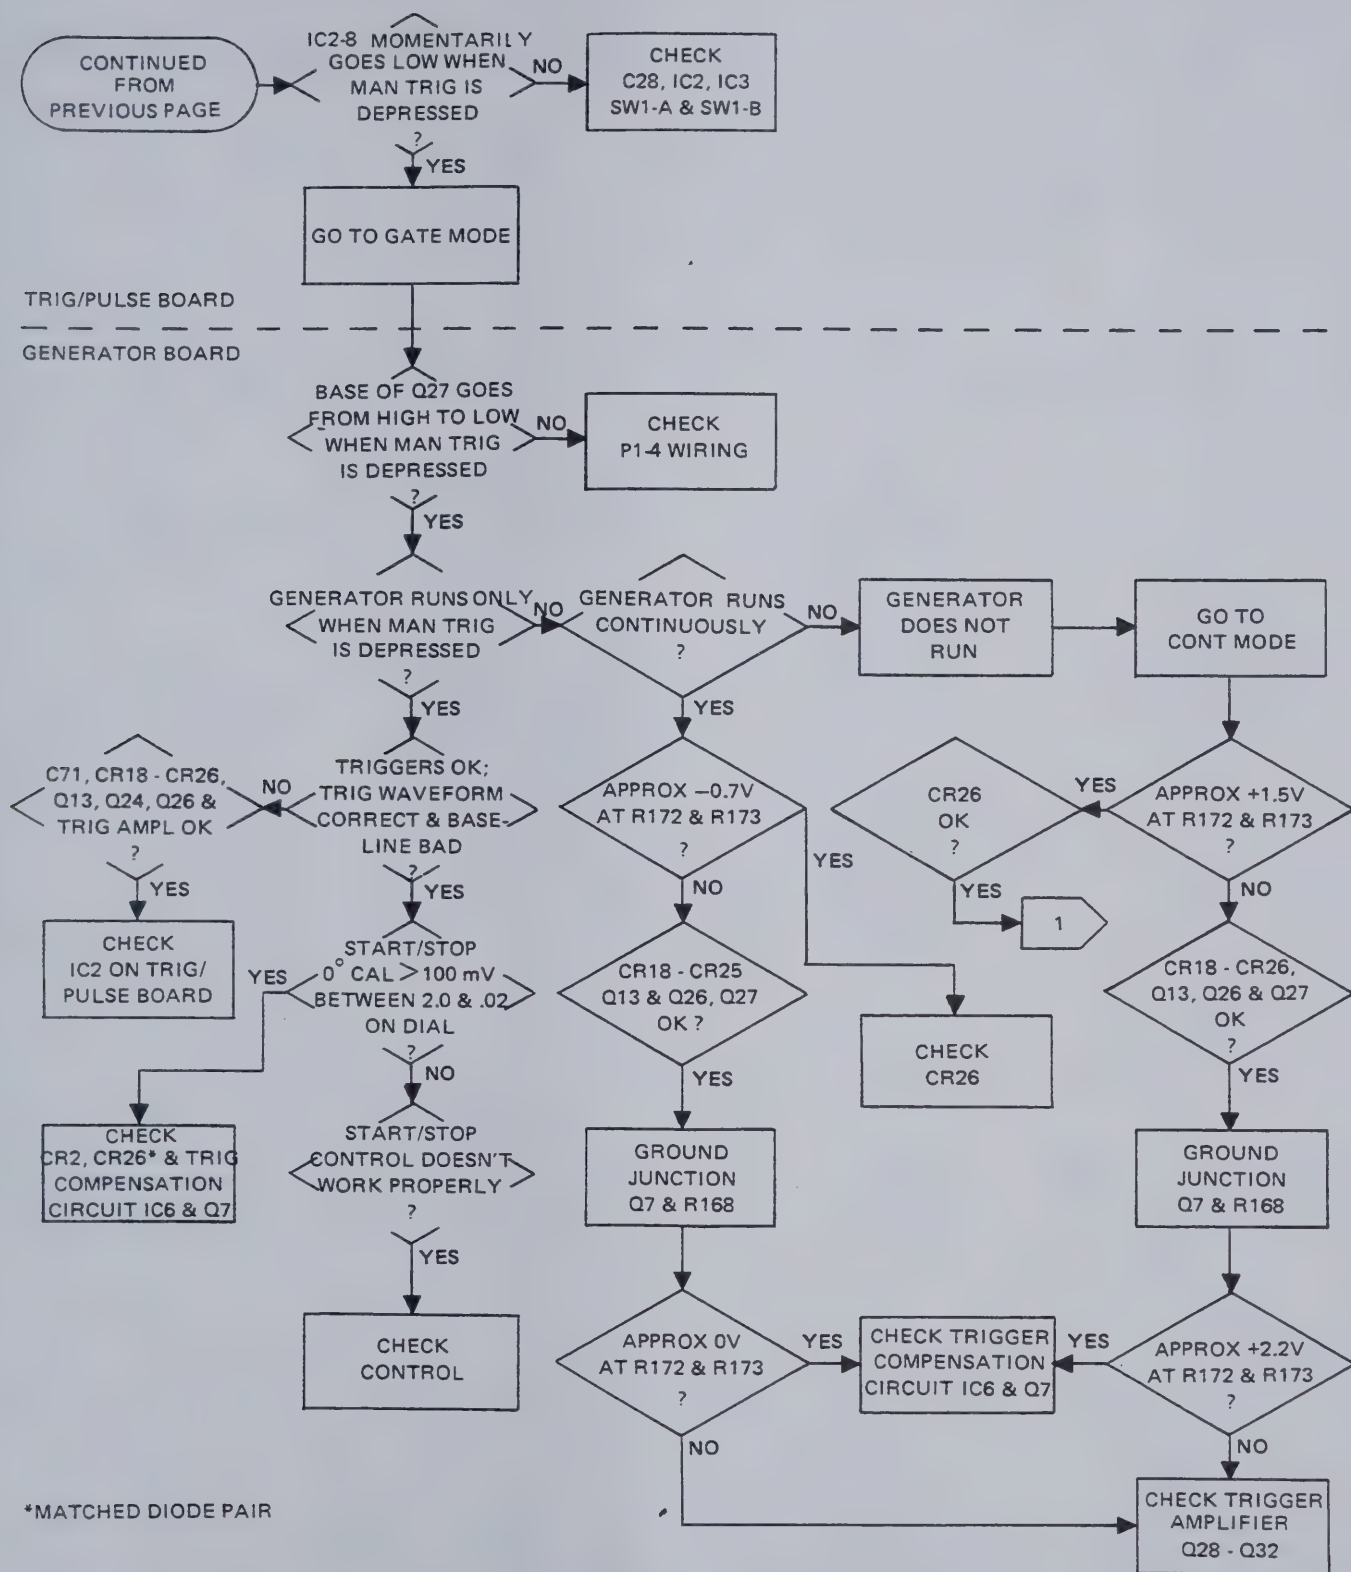 CONTINUED
FROM
PREVIOUS PAGE
IC2-8 MOMENTARILY
GOES LOW WHEN
MAN TRIG IS
DEPRESSED
?
NO
CHECK
C28, IC2, IC3
SW1-A & SW1-B
YES
GO TO GATE MODE
TRIG/PULSE BOARD
GENERATOR BOARD
BASE OF Q27 GOES
FROM HIGH TO LOW
WHEN MAN TRIG
IS DEPRESSED
?
NO
CHECK
P1-4 WIRING
YES
GENERATOR RUNS ONLY
WHEN MAN TRIG
IS DEPRESSED
?
NO
GENERATOR RUNS
CONTINUOUSLY
?
NO
GENERATOR
DOES NOT
RUN
GO TO
CONT MODE
YES
YES
C71, CR18 - CR26,
Q13, Q24, Q26 &
TRIG AMPL OK
?
NO
TRIGGERS OK;
TRIG WAVEFORM
CORRECT & BASE-
LINE BAD
?
APPROX −0.7V
AT R172 & R173
?
YES
CR26
OK
?
YES
APPROX +1.5V
AT R172 & R173
?
YES
YES
NO
YES
NO
1
CHECK
IC2 ON TRIG/
PULSE BOARD
YES
START/STOP
0° CAL > 100 mV
BETWEEN 2.0 & .02
ON DIAL
?
CR18 - CR25
Q13 & Q26, Q27
OK ?
CR18 - CR26,
Q13, Q26 & Q27
OK
?
NO
YES
CHECK
CR26
YES
CHECK
CR2, CR26* & TRIG
COMPENSATION
CIRCUIT IC6 & Q7
START/STOP
CONTROL DOESN'T
WORK PROPERLY
?
GROUND
JUNCTION
Q7 & R168
GROUND
JUNCTION
Q7 & R168
YES
CHECK
CONTROL
APPROX 0V
AT R172 & R173
?
YES
CHECK TRIGGER
COMPENSATION
CIRCUIT IC6 & Q7
YES
APPROX +2.2V
AT R172 & R173
?
NO
NO
*MATCHED DIODE PAIR
CHECK TRIGGER
AMPLIFIER
Q28 - Q32